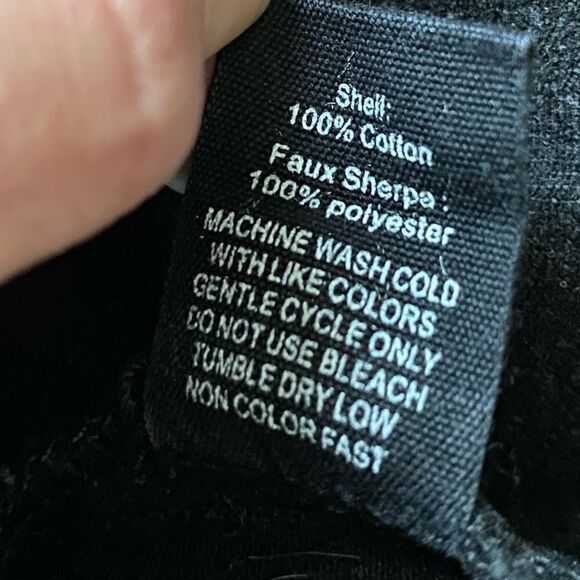 Shell:
100% Cotton
Faux Sherpa :
100% polyester
MACHINE WASH,COLD
WITH LIKE COLORS
GENTLE CYCLE ONLY
DO NOT USE BLEACH
TUMBLE DRY LOW
NON COLOR FAST